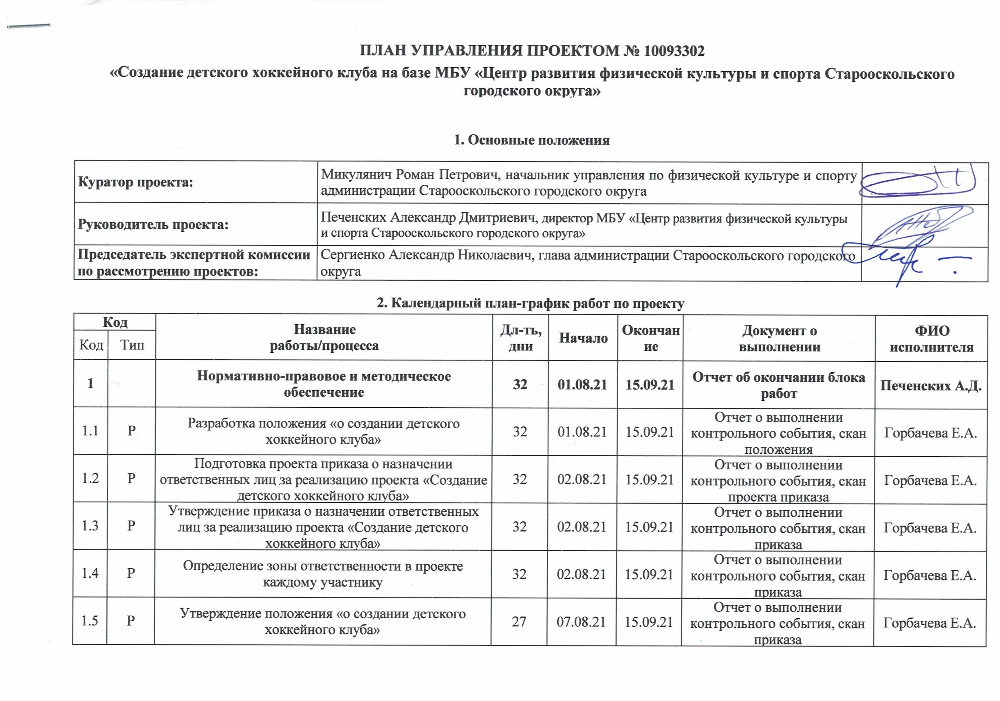 ПЛАН УПРАВЛЕНИЯ ПРОЕКТОМ № 10093302
«Создание детского хоккейного клуба на базе МБУ «Центр развития физической культуры и спорта Старооскольского
городского округа»
1. Основные положения
Куратор проекта:
Микулянич Роман Петрович, начальник управления по физической культуре и спорту
администрации Старооскольского городского округа
Руководитель проекта:
Печенских Александр Дмитриевич, директор МБУ «Центр развития физической культуры
и спорта Старооскольского городского округа»
Председатель экспертной комиссии
по рассмотрению проектов:
Сергиенко Александр Николаевич, глава администрации Старооскольского городского
округа
2. Календарный план-график работ по проекту
Код
Код
Тип
Название
работы/процесса
Дл-ть,
дни
Начало
Окончан
ие
Документ о
выполнении
ФИО
исполнителя
1
Нормативно-правовое и методическое
обеспечение
32
01.08.21
15.09.21
Отчет об окончании блока
работ
Печенских А.Д.
1.1
Р
Разработка положения «о создании детского
хоккейного клуба»
32
01.08.21
15.09.21
Отчет о выполнении
контрольного события, скан
положения
Горбачева Е.А.
1.2
Р
Подготовка проекта приказа о назначении
ответственных лиц за реализацию проекта «Создание
детского хоккейного клуба»
32
02.08.21
15.09.21
Отчет о выполнении
контрольного события, скан
проекта приказа
Горбачева Е.А.
1.3
Р
Утверждение приказа о назначении ответственных
лиц за реализацию проекта «Создание детского
хоккейного клуба»
32
02.08.21
15.09.21
Отчет о выполнении
контрольного события, скан
приказа
Горбачева Е.А.
1.4
Р
Определение зоны ответственности в проекте
каждому участнику
32
02.08.21
15.09.21
Отчет о выполнении
контрольного события, скан
приказа
Горбачева Е.А.
1.5
Р
Утверждение положения «о создании детского
хоккейного клуба»
27
07.08.21
15.09.21
Отчет о выполнении
контрольного события, скан
приказа
Горбачева Е.А.